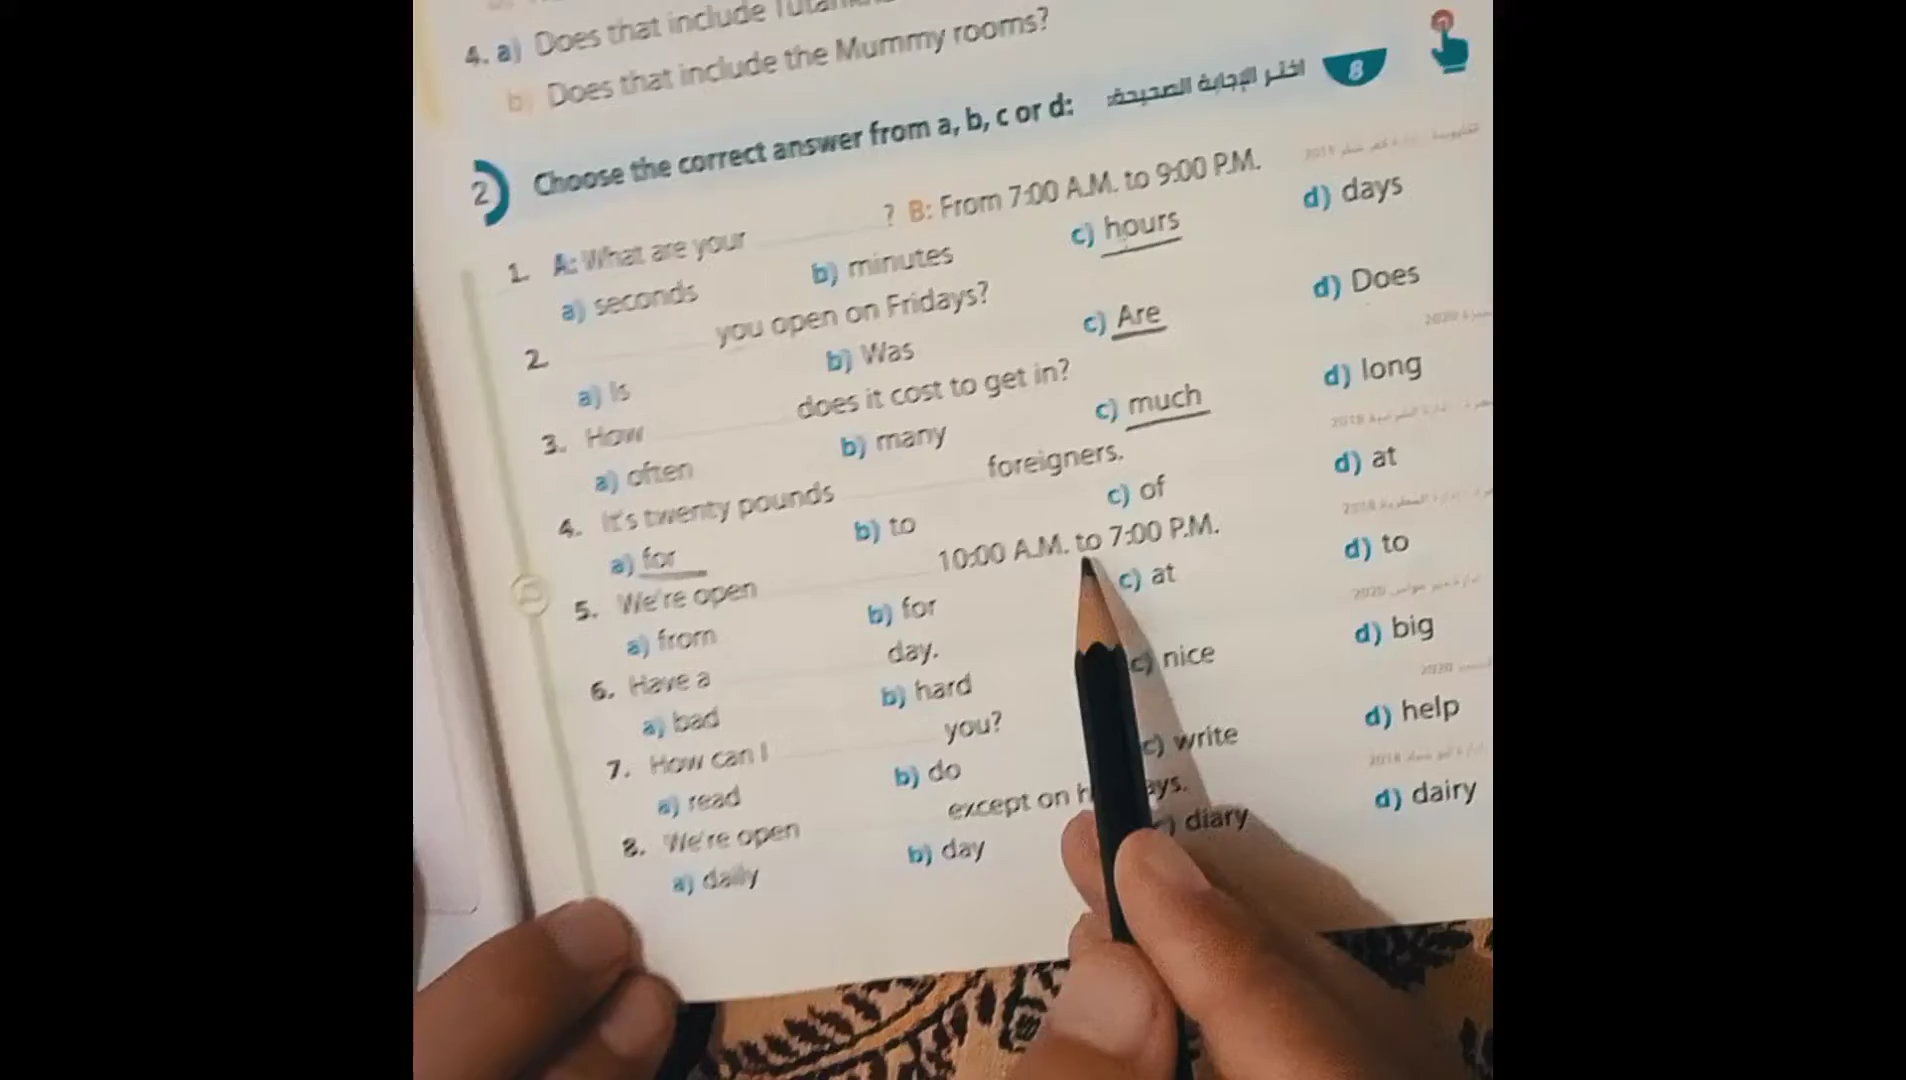 4. a) Does that include
b) Does that include the Mummy rooms?
2 Choose the correct answer from a, b, c or d: اختر الإجابة الصحيحة: 8
1. A: What are your ? B: From 7:00 A.M. to 9:00 P.M.
a) seconds b) minutes c) hours d) days
2. you open on Fridays?
a) Is b) Was c) Are d) Does
3. How does it cost to get in?
a) often b) many c) much d) long
4. It's twenty pounds foreigners.
a) for b) to c) of d) at
5. We're open 10:00 A.M. to 7:00 P.M.
a) from b) for c) at d) to
6. Have a day.
a) bad b) hard c) nice d) big
7. How can I you?
a) read b) do c) write d) help
8. We're open except on
a) daily b) day c) diary d) dairy